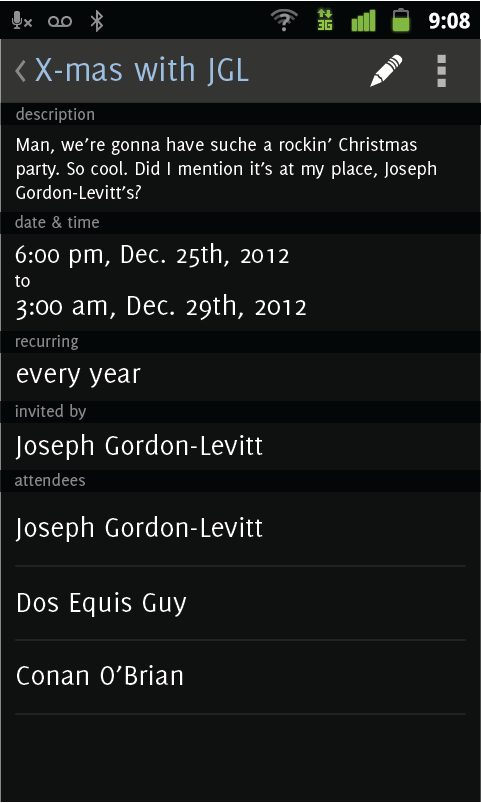 3G 9:08
X-mas with JGL
description
Man, we're gonna have suche a rockin' Christmas
party. So cool. Did I mention it's at my place, Joseph
Gordon-Levitt's?
date & time
6:00 pm, Dec. 25th, 2012
to
3:00 am, Dec. 29th, 2012
recurring
every year
invited by
Joseph Gordon-Levitt
attendees
Joseph Gordon-Levitt
Dos Equis Guy
Conan O'Brian